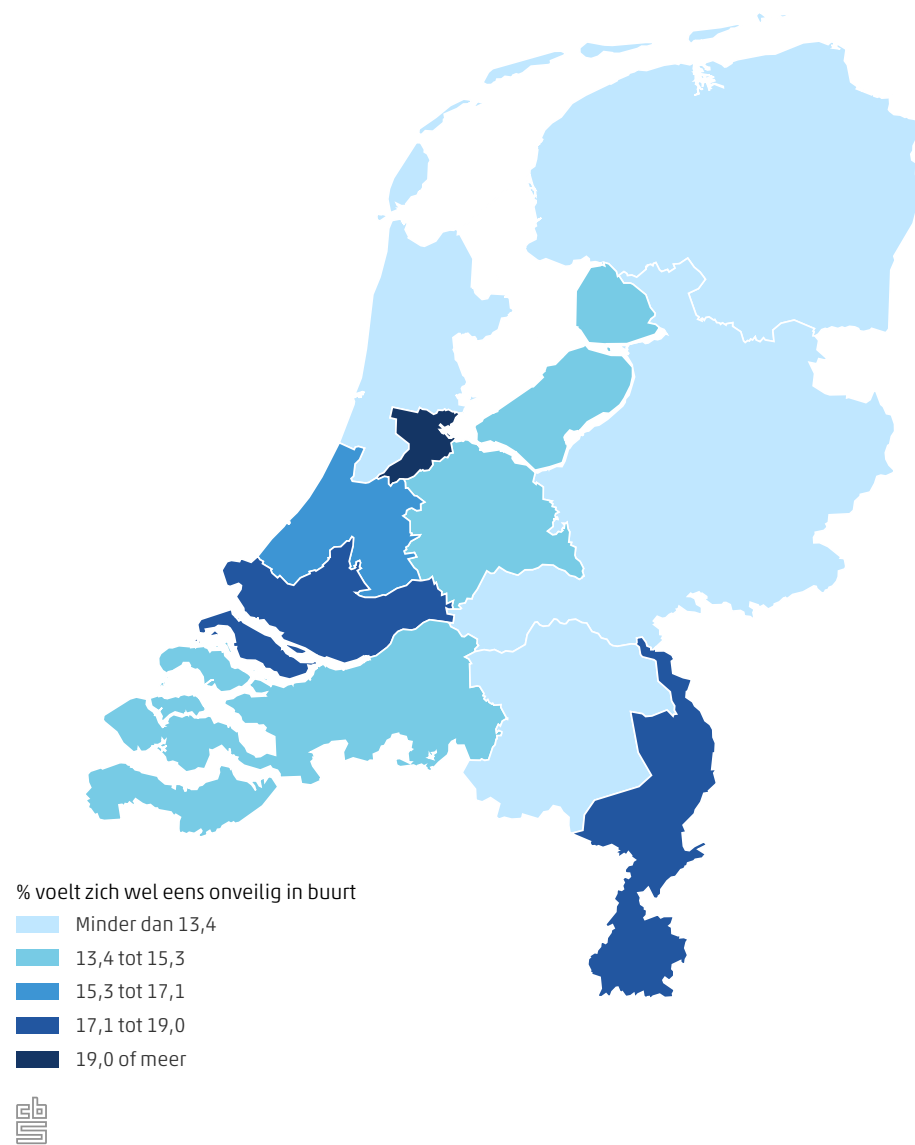 % voelt zich wel eens onveilig in buurt
Minder dan 13,4
13,4 tot 15,3
15,3 tot 17,1
17,1 tot 19,0
19,0 of meer
cbs